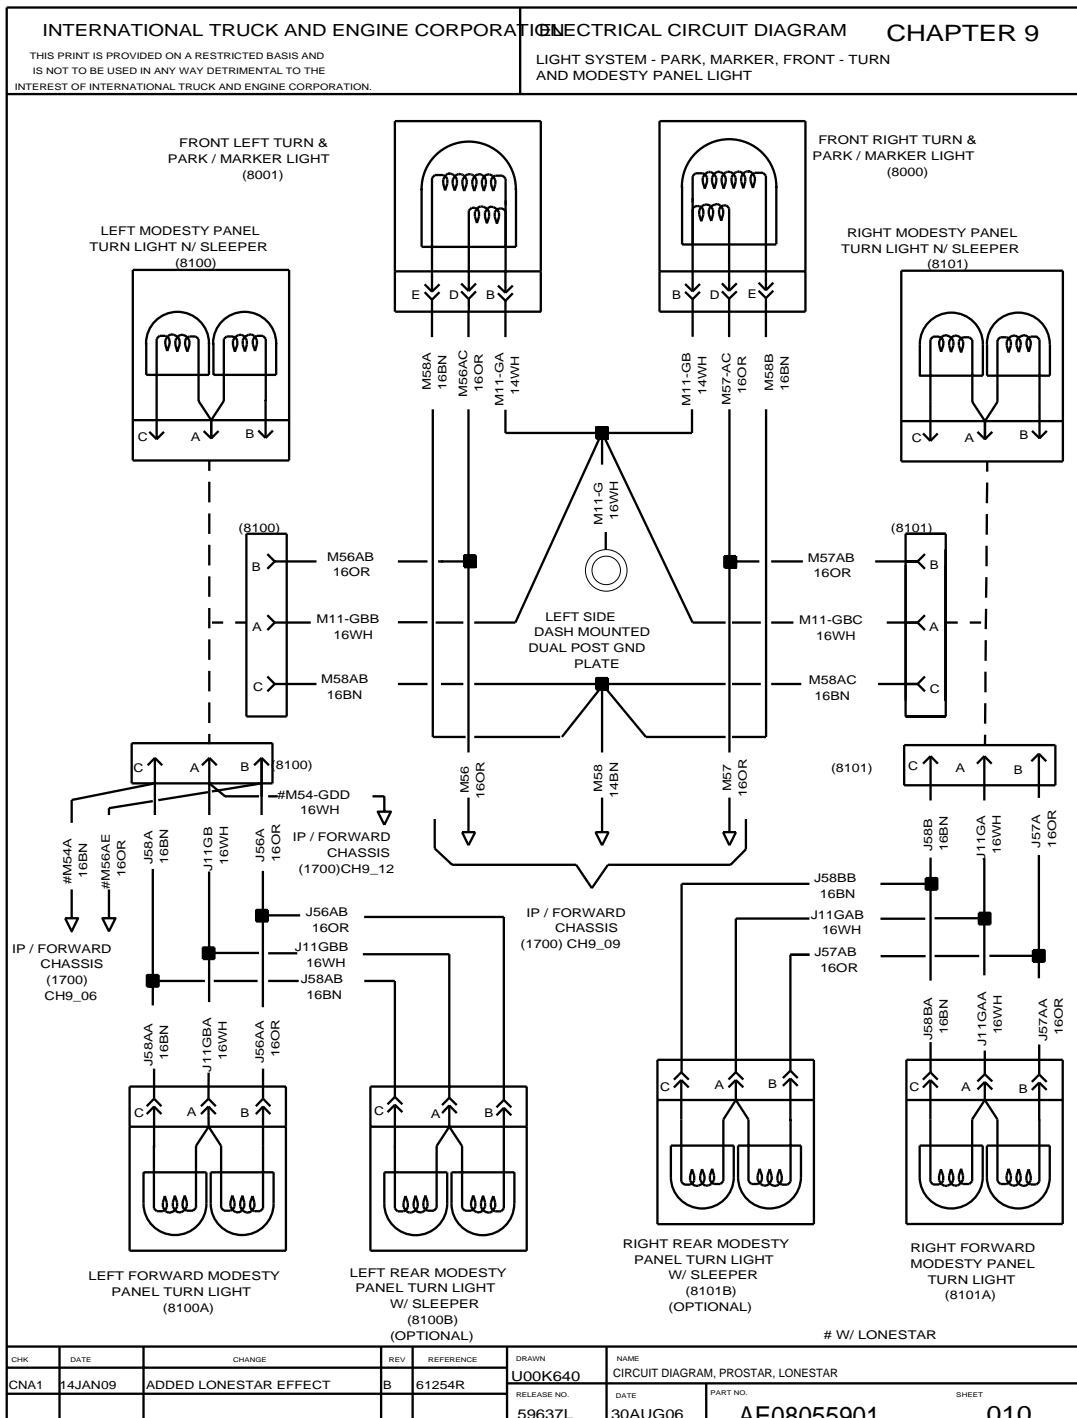 INTERNATIONAL TRUCK AND ENGINE CORPORATION
ELECTRICAL CIRCUIT DIAGRAM
CHAPTER 9
THIS PRINT IS PROVIDED ON A RESTRICTED BASIS AND
IS NOT TO BE USED IN ANY WAY DETRIMENTAL TO THE
INTEREST OF INTERNATIONAL TRUCK AND ENGINE CORPORATION.
LIGHT SYSTEM - PARK, MARKER, FRONT - TURN
AND MODESTY PANEL LIGHT
FRONT LEFT TURN &
PARK / MARKER LIGHT
(8001)
FRONT RIGHT TURN &
PARK / MARKER LIGHT
(8000)
LEFT MODESTY PANEL
TURN LIGHT N/ SLEEPER
(8100)
RIGHT MODESTY PANEL
TURN LIGHT N/ SLEEPER
(8101)
E D B
B D E
M58A
16BN
M56AC
16OR
M11-GA
14WH
M11-GB
14WH
M57-AC
16OR
M58B
16BN
C A B
C A B
M11-G
16WH
(8100)
(8101)
B
M56AB
16OR
M57AB
16OR
B
A
M11-GBB
16WH
M11-GBC
16WH
A
LEFT SIDE
DASH MOUNTED
DUAL POST GND
PLATE
C
M58AB
16BN
M58AC
16BN
C
C A B
(8100)
(8101)
C A B
M56
16OR
M58
14BN
M57
16OR
#M54-GDD
16WH
IP / FORWARD
CHASSIS
(1700)CH9_12
#M54A
16BN
#M56AE
16OR
J58A
16BN
J11GB
16WH
J56A
16OR
J58B
16BN
J11GA
16WH
J57A
16OR
J58BB
16BN
J11GAB
16WH
J57AB
16OR
IP / FORWARD
CHASSIS
(1700) CH9_09
J56AB
16OR
J11GBB
16WH
J58AB
16BN
IP / FORWARD
CHASSIS
(1700)
CH9_06
J58AA
16BN
J11GBA
16WH
J56AA
16OR
J58BA
16BN
J11GAA
16WH
J57AA
16OR
C A B
C A B
C A B
C A B
LEFT FORWARD MODESTY
PANEL TURN LIGHT
(8100A)
LEFT REAR MODESTY
PANEL TURN LIGHT
W/ SLEEPER
(8100B)
(OPTIONAL)
RIGHT REAR MODESTY
PANEL TURN LIGHT
W/ SLEEPER
(8101B)
(OPTIONAL)
RIGHT FORWARD
MODESTY PANEL
TURN LIGHT
(8101A)
# W/ LONESTAR
CHK DATE CHANGE REV REFERENCE
CNA1 14JAN09 ADDED LONESTAR EFFECT B 61254R
DRAWN
U00K640
NAME
CIRCUIT DIAGRAM, PROSTAR, LONESTAR
RELEASE NO.
59637L
DATE
30AUG06
PART NO.
AE08055901
SHEET
010